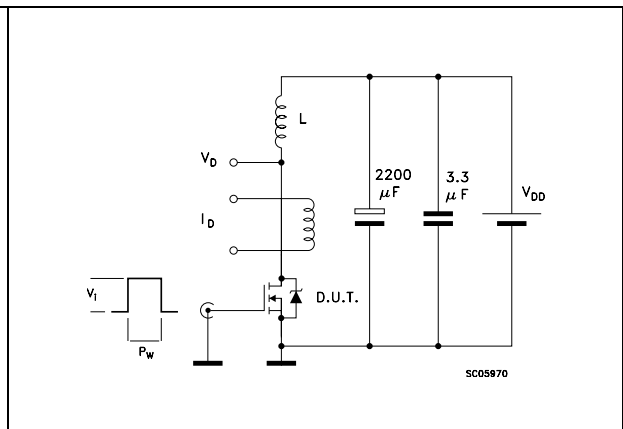 L
V_D
2200
μF
3.3
μF
V_DD
I_D
V_i
D.U.T.
P_W
SC05970